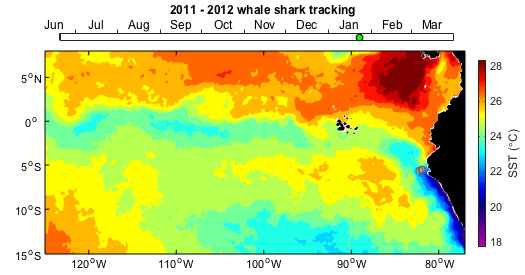 2011 - 2012 whale shark tracking
Jun Jul Aug Sep Oct Nov Dec Jan Feb Mar
5°N
0°
5°S
10°S
15°S
120°W 110°W 100°W 90°W 80°W
28
26
24
22
20
18
SST (°C)